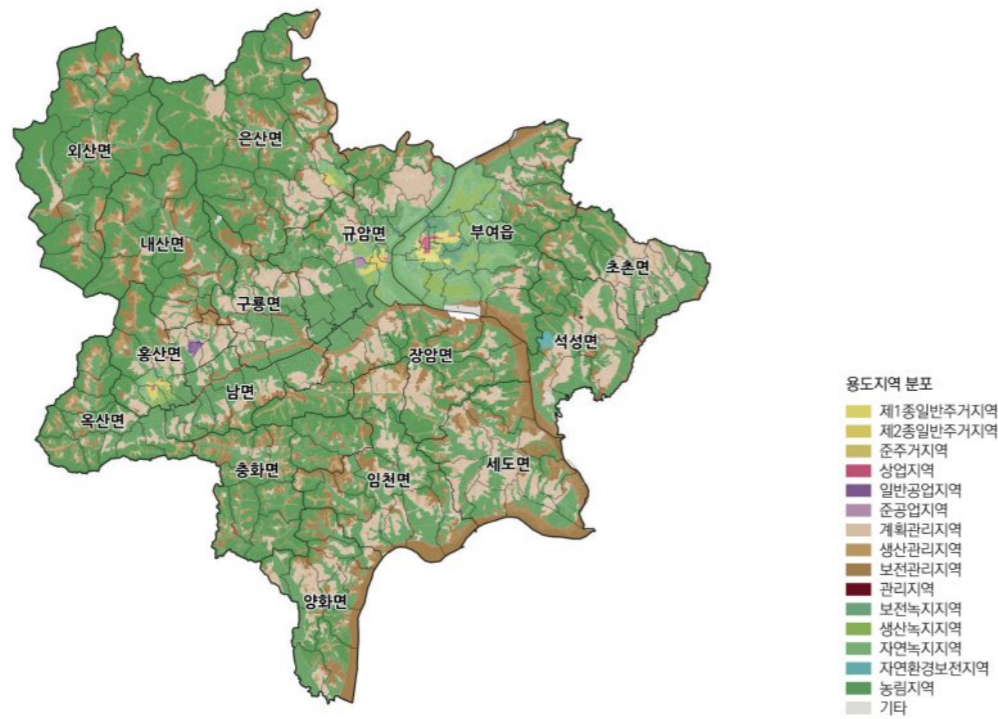 외산면
은산면
내산면
규암면
부여읍
초촌면
구룡면
홍산면
장암면
석성면
남면
옥산면
충화면
임천면
세도면
양화면
용도지역 분포
제1종일반주거지역
제2종일반주거지역
준주거지역
상업지역
일반공업지역
준공업지역
계획관리지역
생산관리지역
보전관리지역
관리지역
보전녹지지역
생산녹지지역
자연녹지지역
자연환경보전지역
농림지역
기타